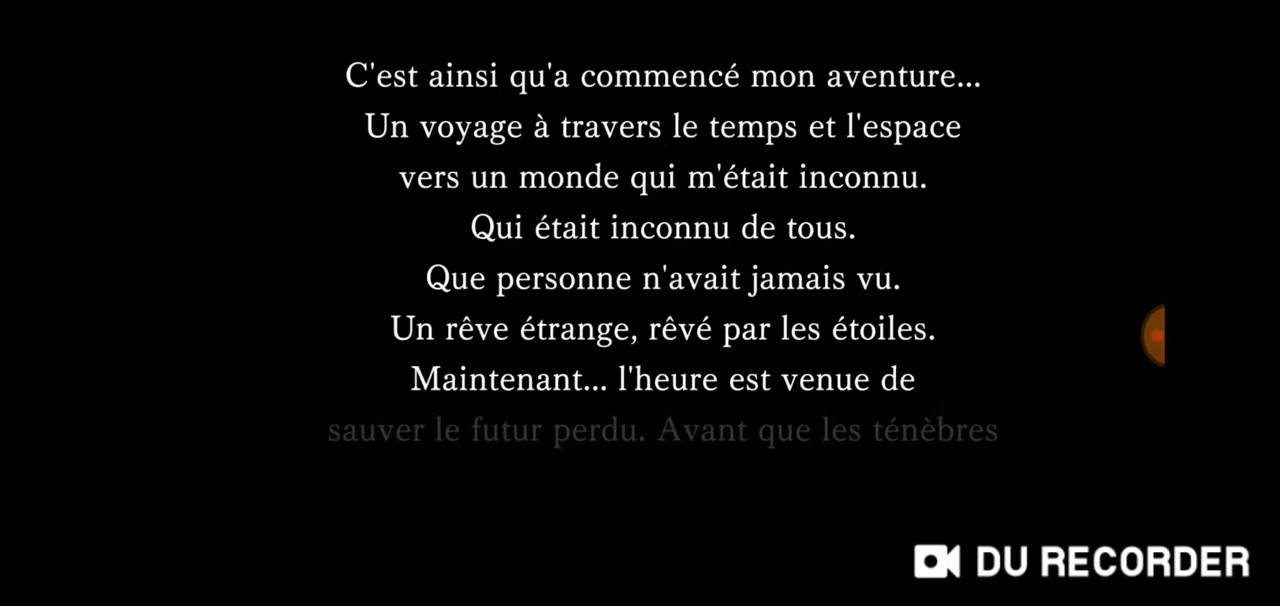 C'est ainsi qu'a commencé mon aventure...
Un voyage à travers le temps et l'espace
vers un monde qui m'était inconnu.
Qui était inconnu de tous.
Que personne n'avait jamais vu.
Un rêve étrange, rêvé par les étoiles.
Maintenant... l'heure est venue de
sauver le futur perdu. Avant que les ténèbres
DU RECORDER